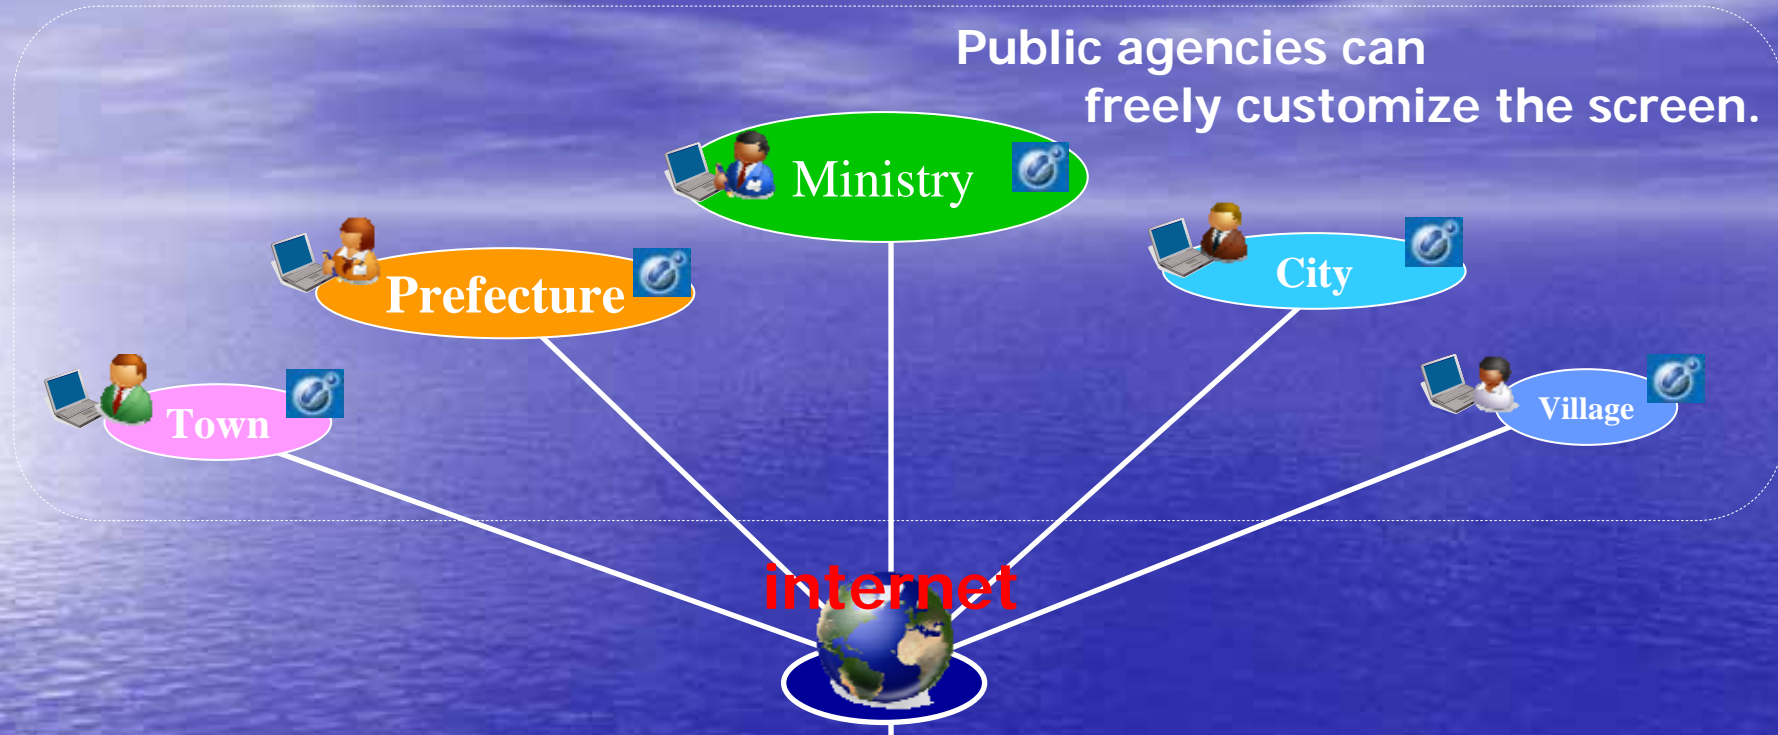 Public agencies can
freely customize the screen.
Ministry
Prefecture
City
Town
Village
internet